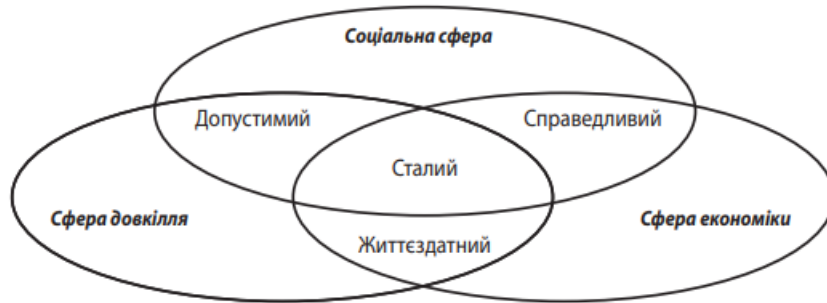 Соціальна сфера
Допустимий
Справедливий
Сталий
Сфера довкілля
Сфера економіки
Життєздатний